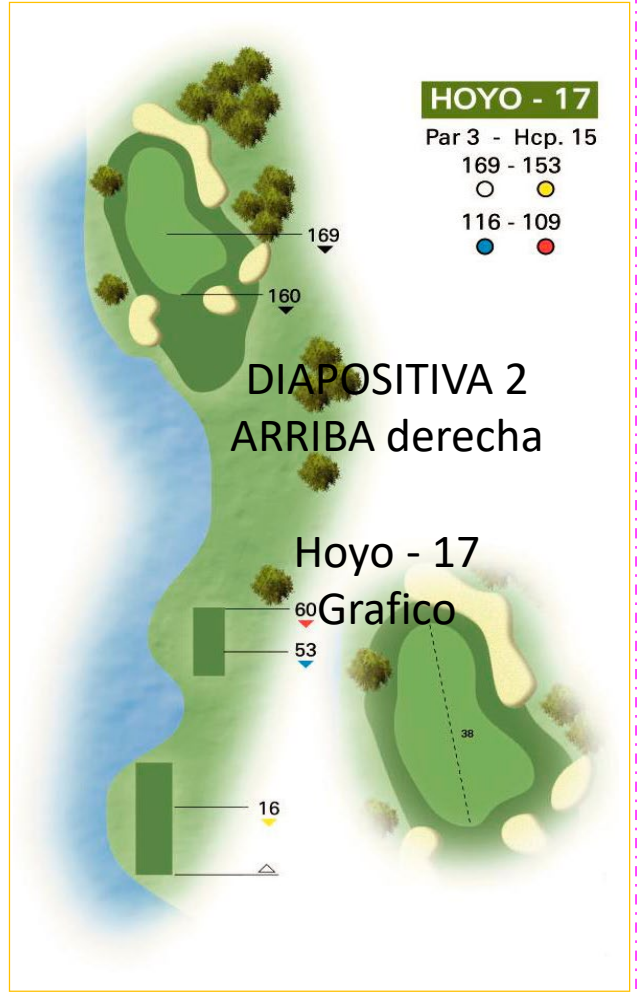 HOYO - 17
Par 3 - Hcp. 15
169 - 153
116 - 109
169
160
DIAPOSITIVA 2
ARRIBA derecha
Hoyo - 17
60
Grafico
53
38
16